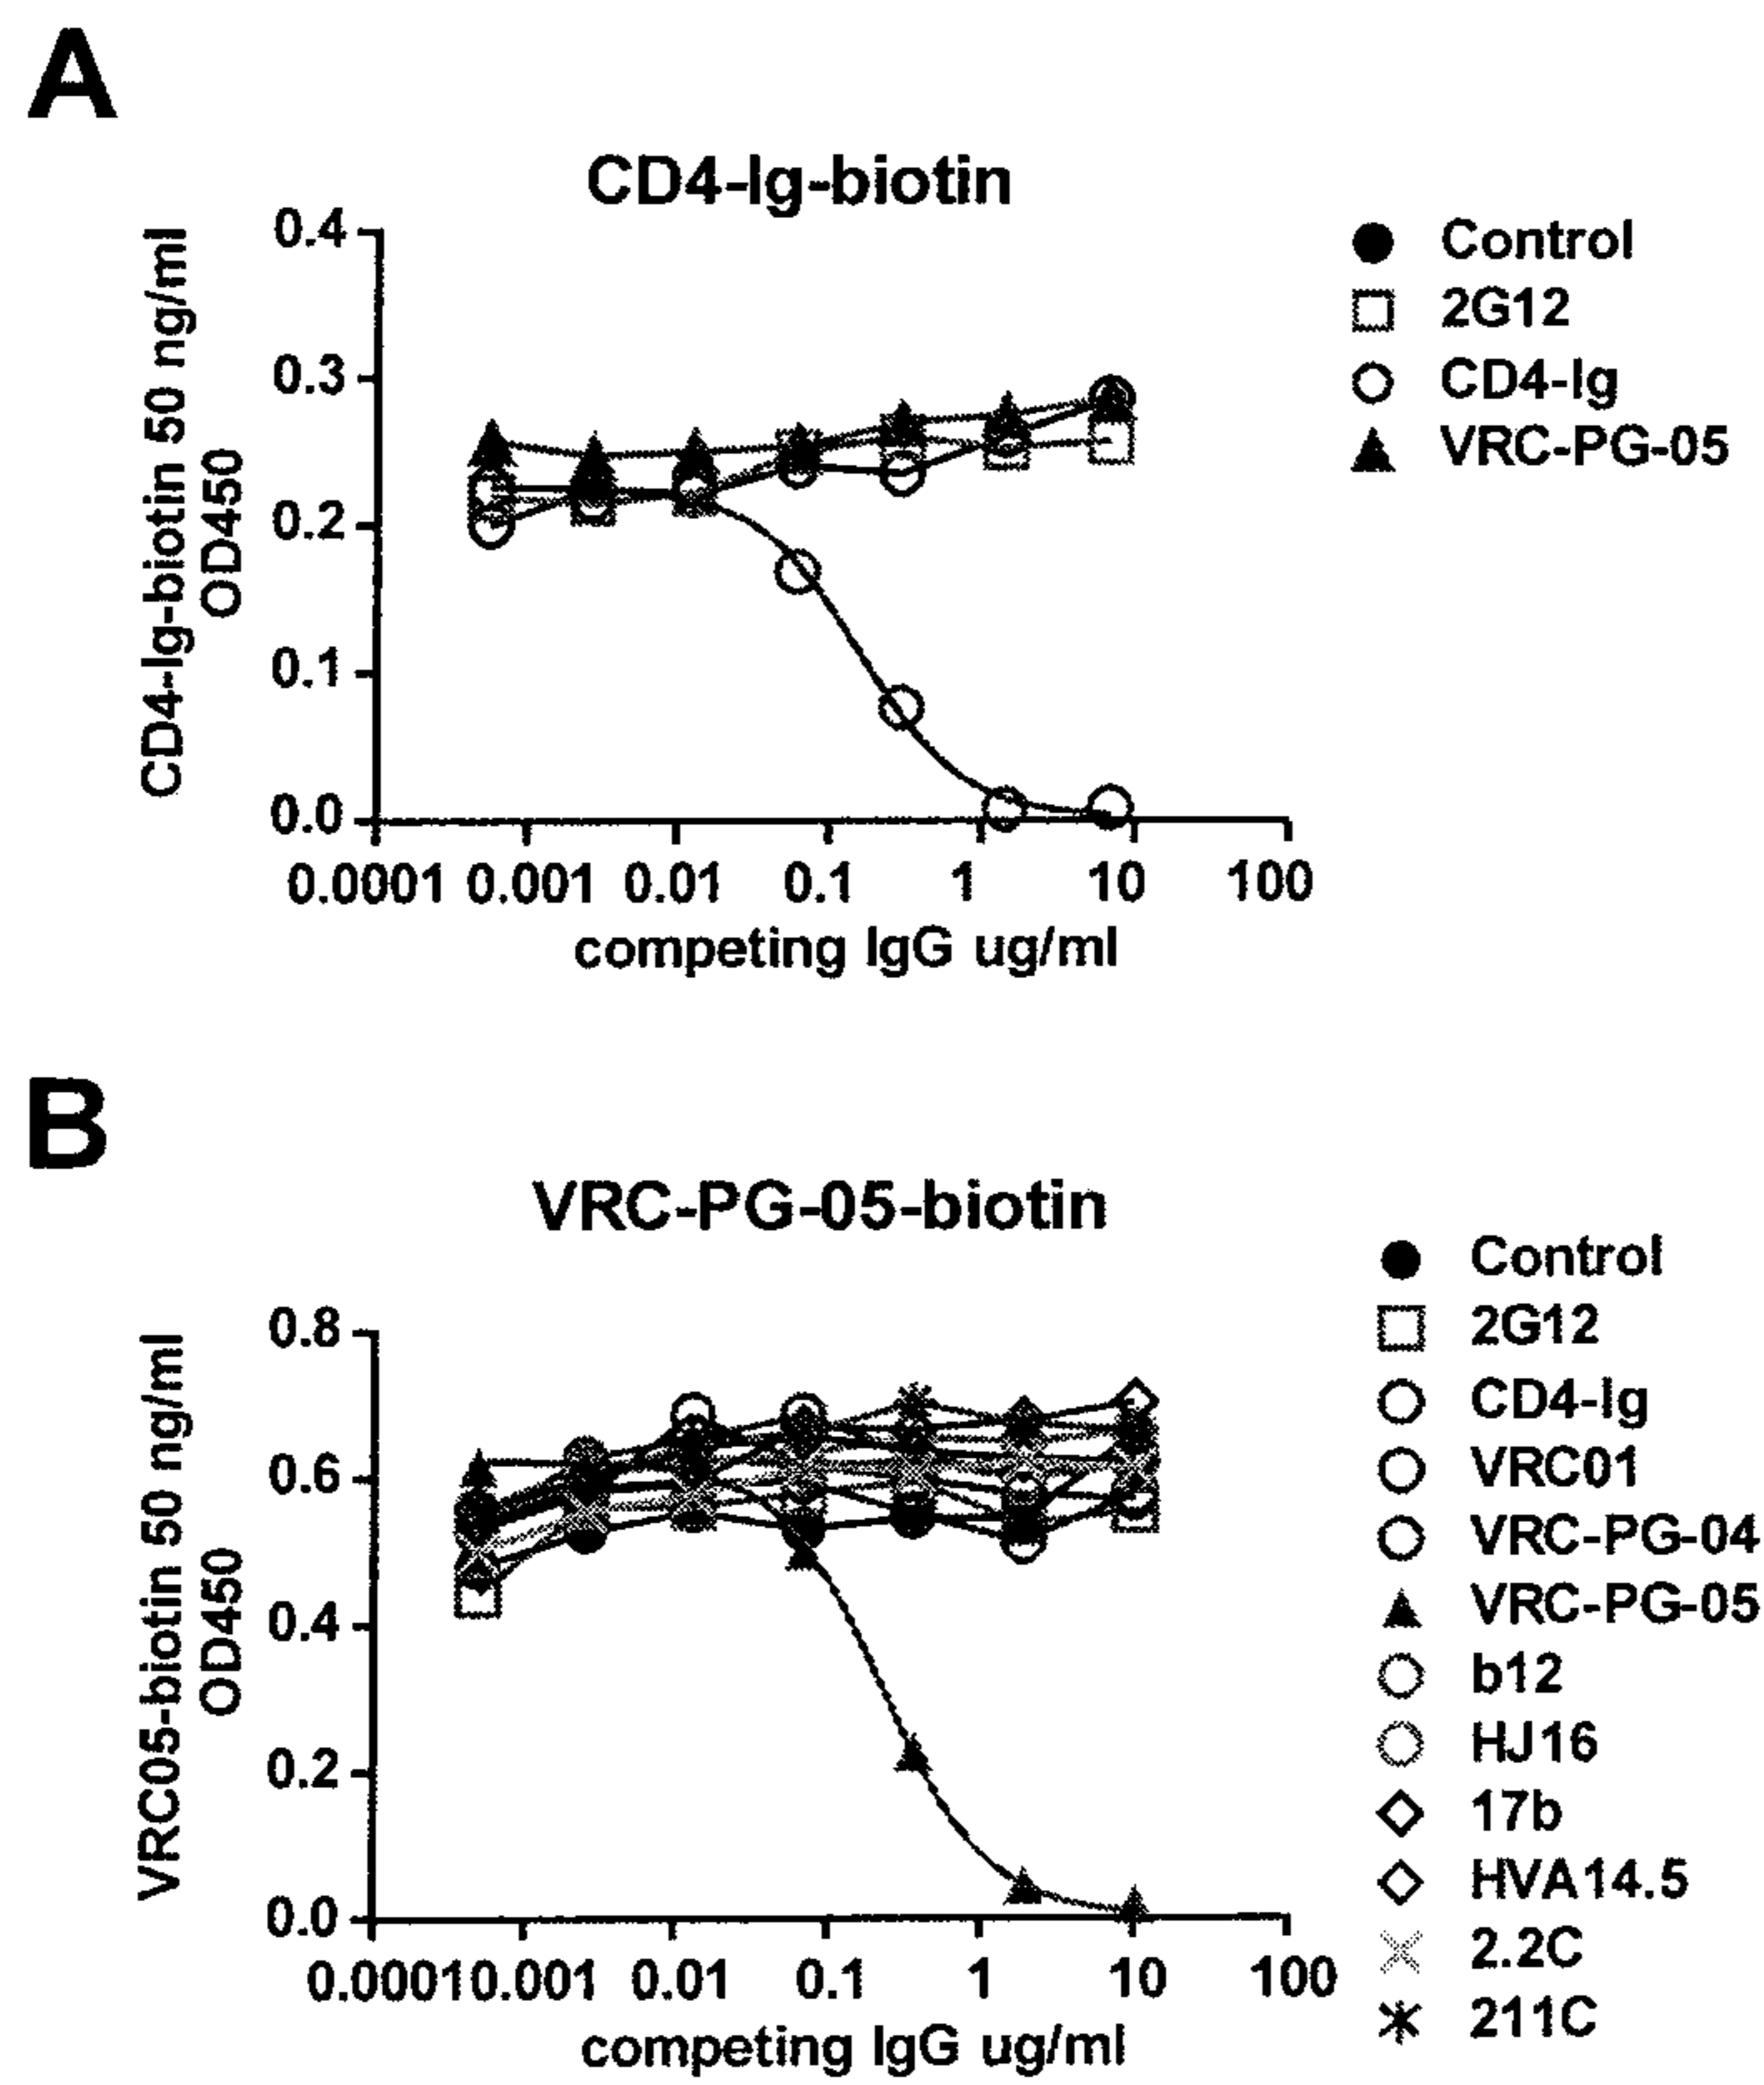 A
CD4-Ig-biotin
CD4-Ig-biotin 50 ng/ml
OD450
0.4
0.3
0.2
0.1
0.0
0.0001 0.001 0.01 0.1 1 10 100
competing IgG ug/ml
Control
2G12
CD4-Ig
VRC-PG-05
B
VRC-PG-05-biotin
VRC05-biotin 50 ng/ml
OD450
0.8
0.6
0.4
0.2
0.0
0.0001 0.001 0.01 0.1 1 10 100
competing IgG ug/ml
Control
2G12
CD4-Ig
VRC01
VRC-PG-04
VRC-PG-05
b12
HJ16
17b
HVA14.5
2.2C
211C